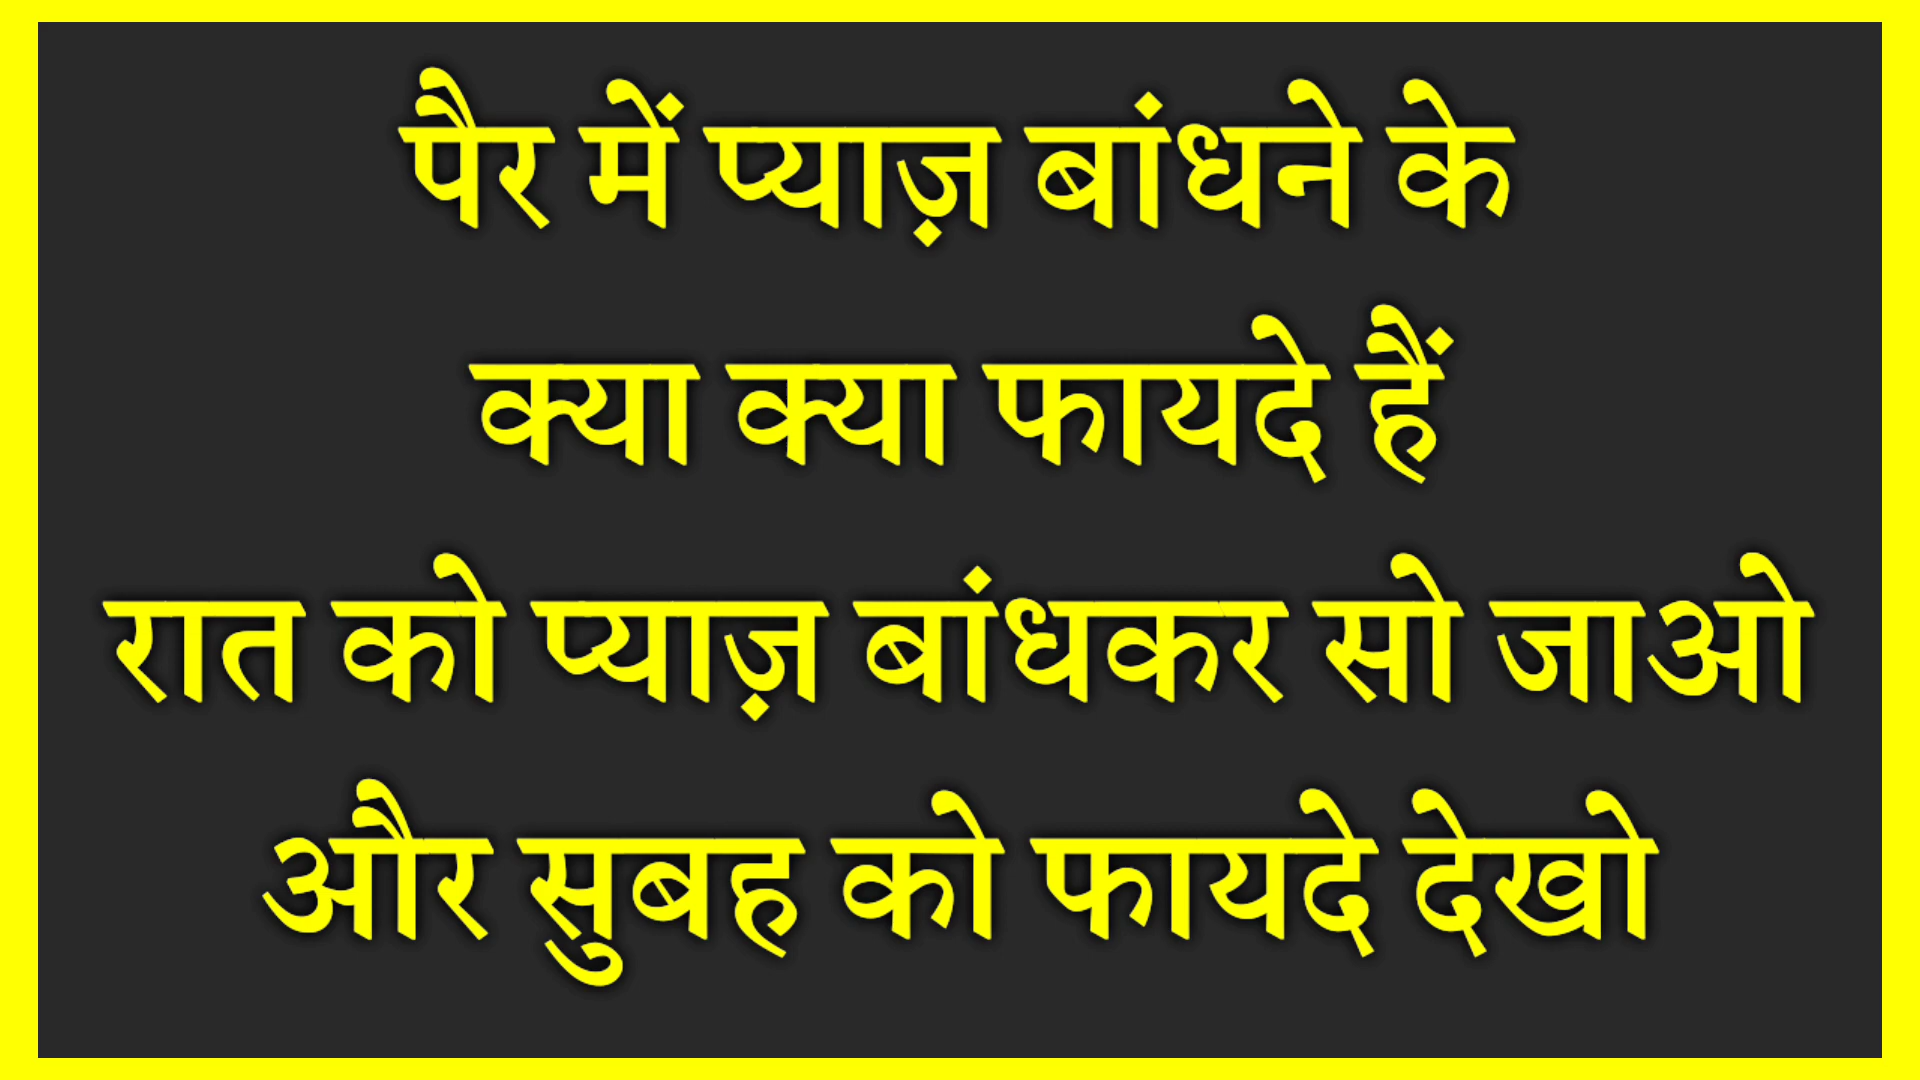 पैर में प्याज़ बांधने के
क्या क्या फायदे हैं
रात को प्याज़ बांधकर सो जाओ
और सुबह को फायदे देखो